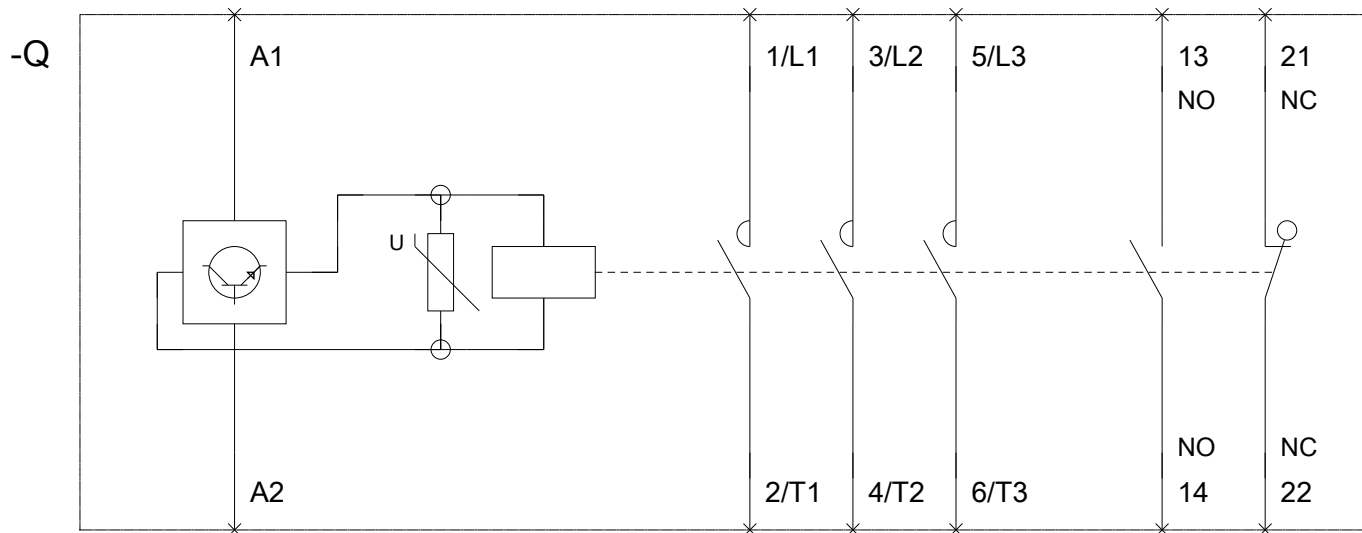 -Q
A1 1/L1 3/L2 5/L3 13 21
NO NC
U
NO NC
A2 2/T1 4/T2 6/T3 14 22